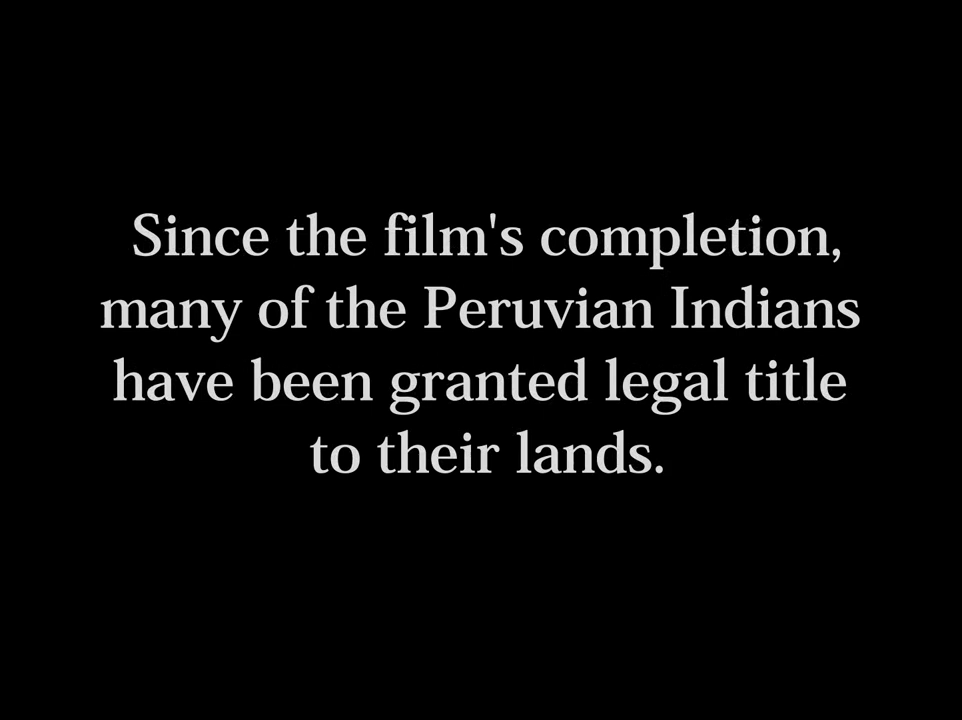 Since the film's completion,
many of the Peruvian Indians
have been granted legal title
to their lands.